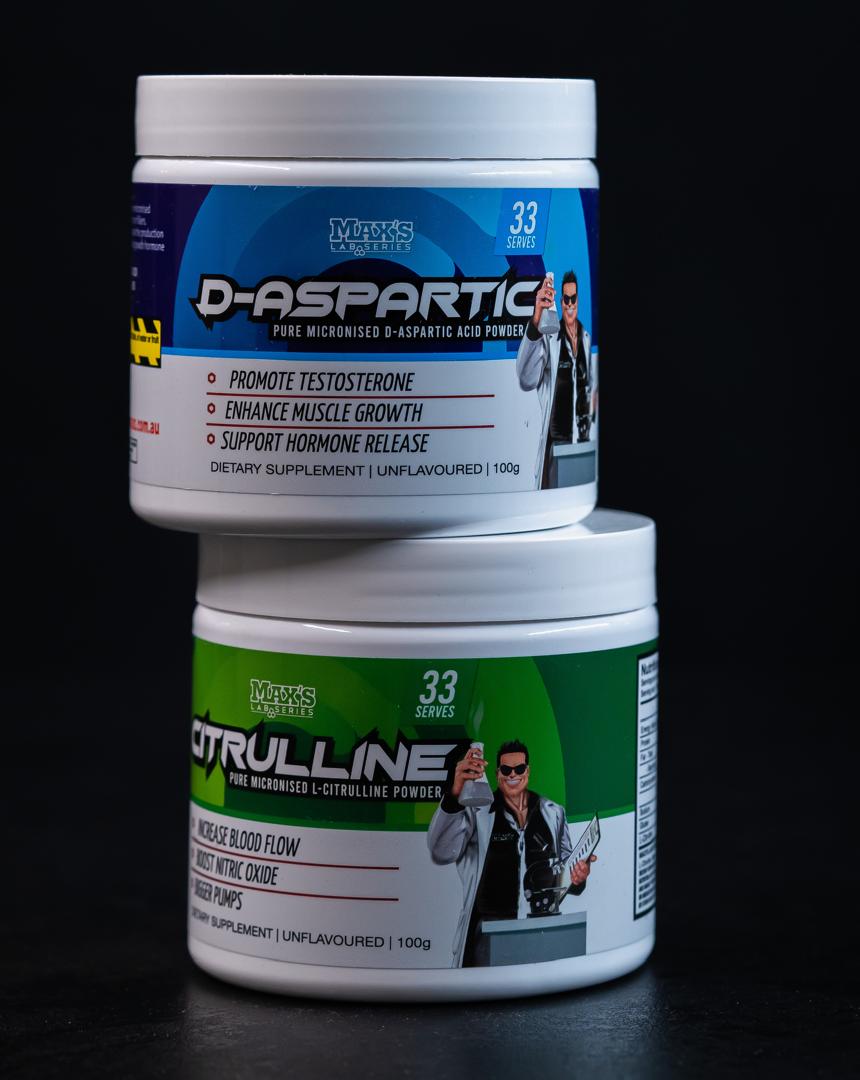 MAX'S
LAB SERIES
33
SERVES
D-ASPARTIC
PURE MICRONISED D-ASPARTIC ACID POWDER
PROMOTE TESTOSTERONE
ENHANCE MUSCLE GROWTH
SUPPORT HORMONE RELEASE
DIETARY SUPPLEMENT | UNFLAVOURED | 100g
.com.au
MAX'S
LAB SERIES
33
SERVES
CITRULLINE
PURE MICRONISED L-CITRULLINE POWDER
INCREASE BLOOD FLOW
BOOST NITRIC OXIDE
BIGGER PUMPS
DIETARY SUPPLEMENT | UNFLAVOURED | 100g